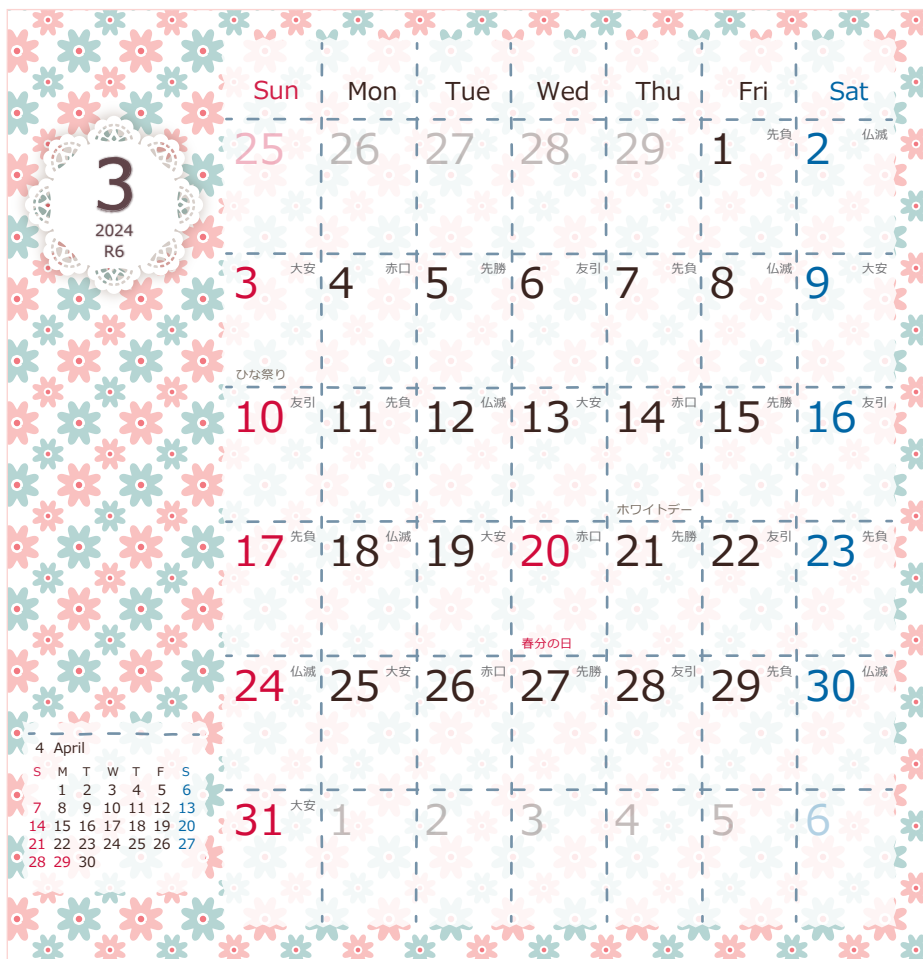 3
2024
R6
Sun Mon Tue Wed Thu Fri Sat
25 26 27 28 29 1 先負 2 仏滅
3 大安 4 赤口 5 先勝 6 友引 7 先負 8 仏滅 9 大安
ひな祭り
10 友引 11 先負 12 仏滅 13 大安 14 赤口 15 先勝 16 友引
ホワイトデー
17 先負 18 仏滅 19 大安 20 赤口 21 先勝 22 友引 23 先負
春分の日
24 仏滅 25 大安 26 赤口 27 先勝 28 友引 29 先負 30 仏滅
31 大安 1 2 3 4 5 6
4 April
S M T W T F S
1 2 3 4 5 6
7 8 9 10 11 12 13
14 15 16 17 18 19 20
21 22 23 24 25 26 27
28 29 30